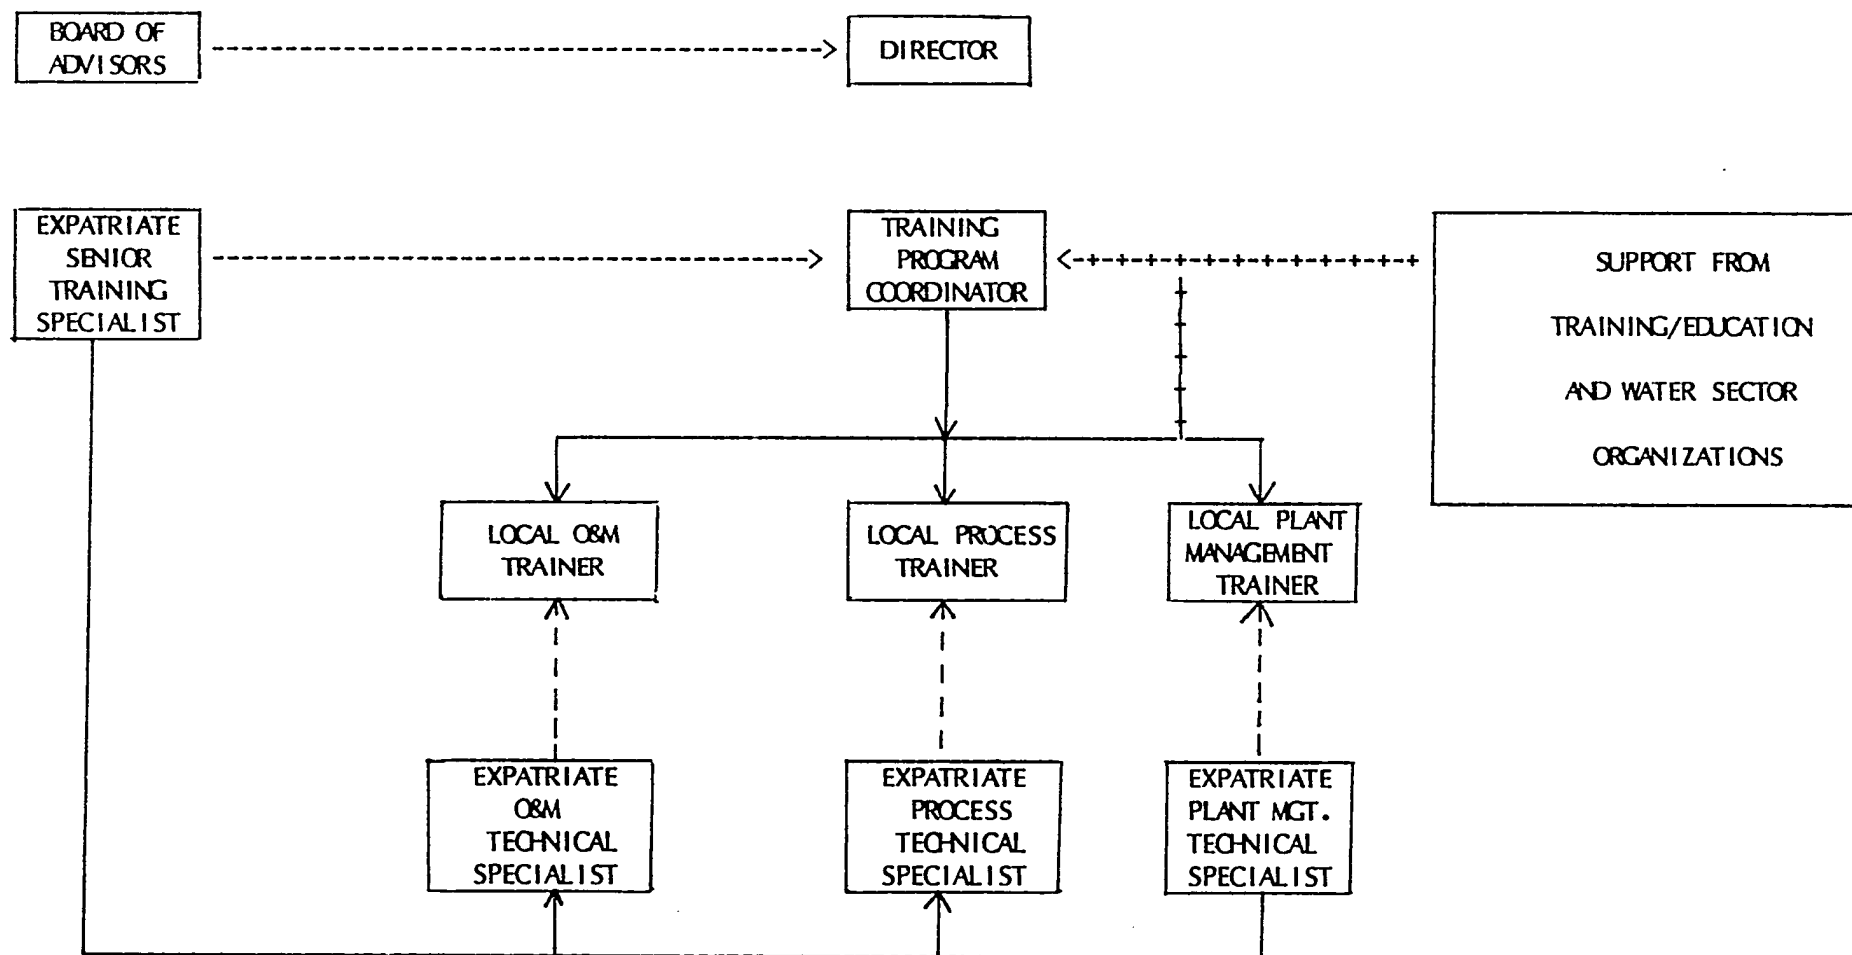 BOARD OF
ADVISORS
DIRECTOR
EXPATRIATE
SENIOR
TRAINING
SPECIALIST
TRAINING
PROGRAM
COORDINATOR
SUPPORT FROM
TRAINING/EDUCATION
AND WATER SECTOR
ORGANIZATIONS
LOCAL O&M
TRAINER
LOCAL PROCESS
TRAINER
LOCAL PLANT
MANAGEMENT
TRAINER
EXPATRIATE
O&M
TECHNICAL
SPECIALIST
EXPATRIATE
PROCESS
TECHNICAL
SPECIALIST
EXPATRIATE
PLANT MGT.
TECHNICAL
SPECIALIST